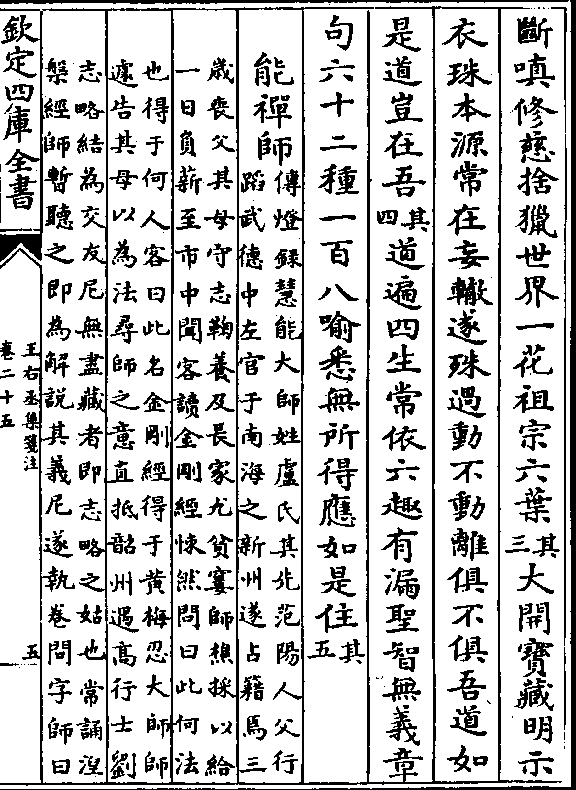 斷嗔修慈捨獵世界一花祖宗六葉其三大開寶藏明示
衣珠本源常在妄轍遂殊過動不動離俱不俱吾道如
是道豈在吾其四道遍四生常依六趣有漏聖智無義章
句六十二種一百八喻悉無所得應如是住其五
能禪師傳燈録慧能大師姓盧氏其先范陽人父行
蹈武德中左官于南海之新州遂占籍焉三
歲喪父其母守志鞠養及長家尤貧窶師樵採以給
一日負薪至市中聞客讀金剛經悚然問曰此何法
也得于何人客曰此名金剛經得于黄梅忍大師師
遽告其母以為法尋師之意直抵韶州遇高行士劉
志略結為交友尼無盡藏者即志略之姑也常誦涅
槃經師暫聽之即為解說其義尼遂執卷問字師曰
欽定四庫全書
王右丞集箋注
卷二十五
五